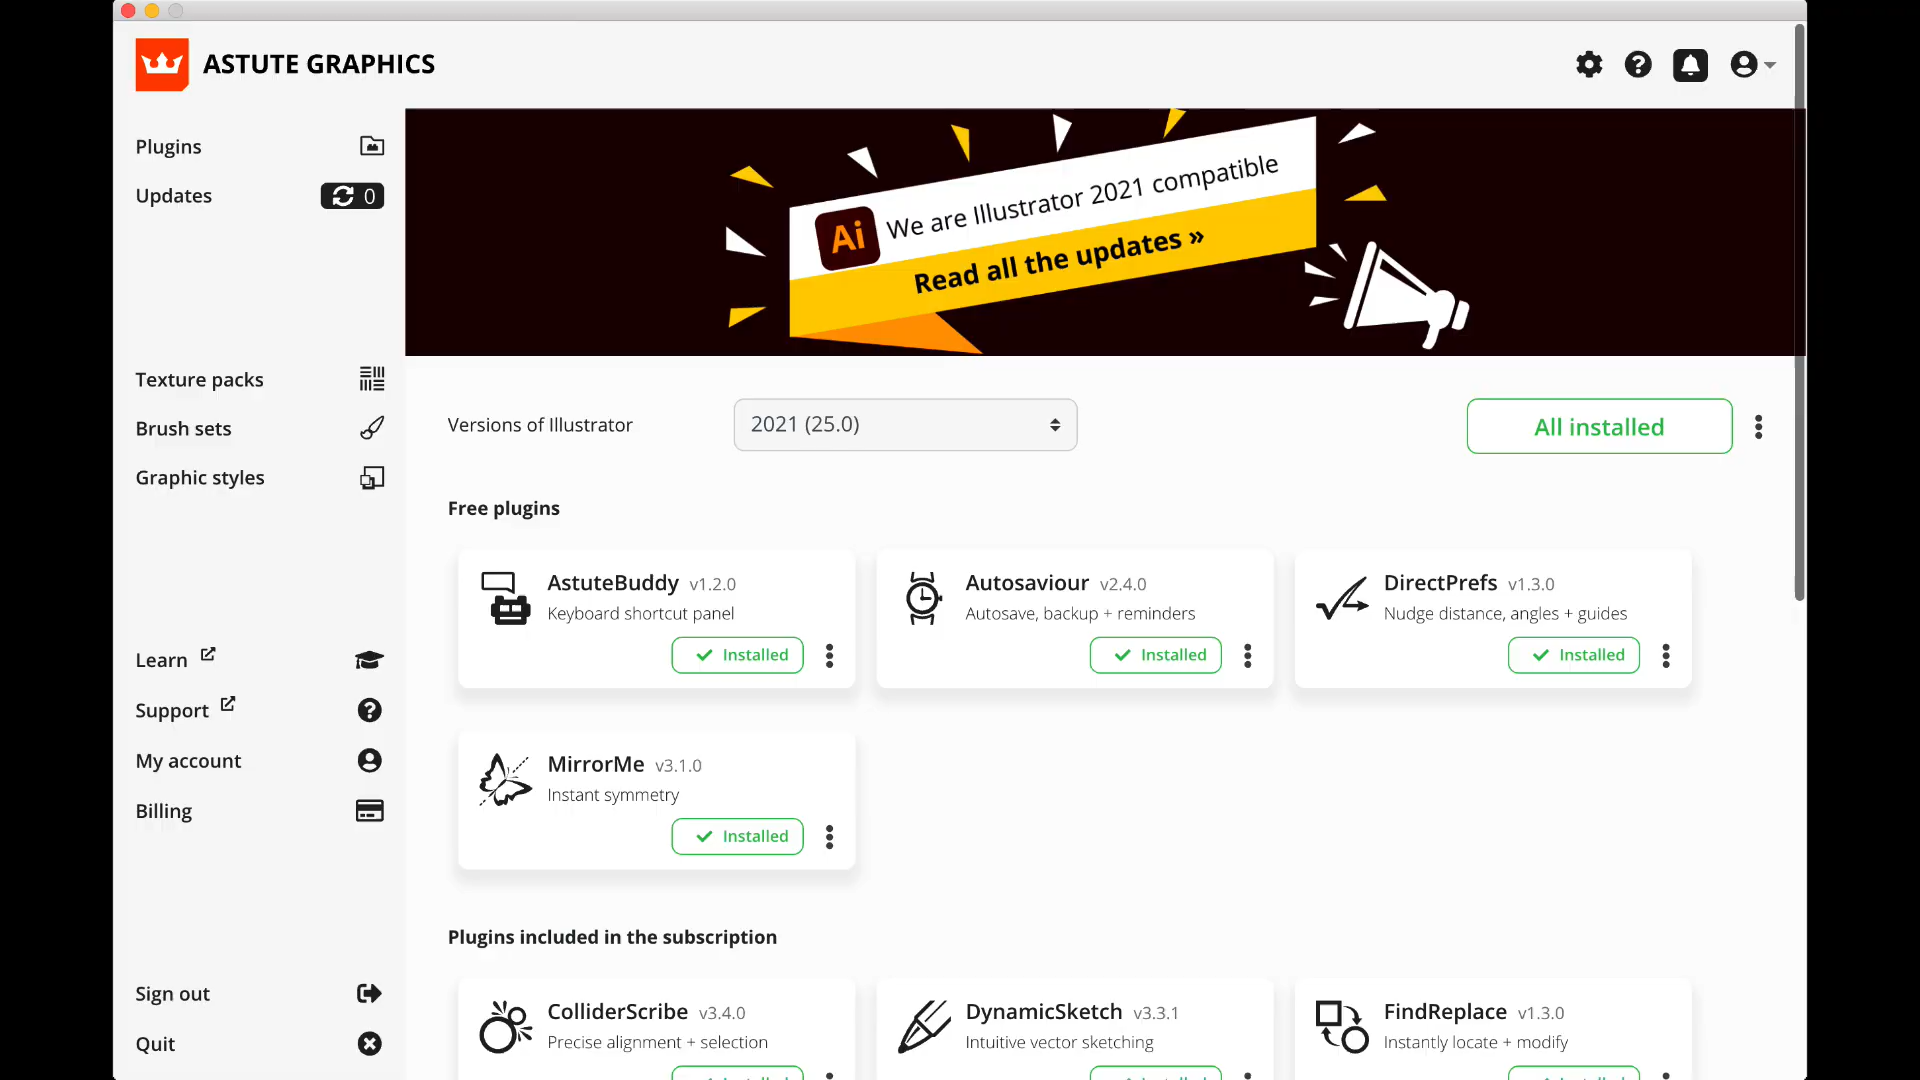 ASTUTE GRAPHICS
Plugins
Updates
0
Texture packs
Brush sets
Graphic styles
Learn
Support
My account
Billing
Sign out
Quit
Ai
We are Illustrator 2021 compatible
Read all the updates »
Versions of Illustrator
2021 (25.0)
All installed
Free plugins
AstuteBuddy v1.2.0
Keyboard shortcut panel
Installed
Autosaviour v2.4.0
Autosave, backup + reminders
Installed
DirectPrefs v1.3.0
Nudge distance, angles + guides
Installed
MirrorMe v3.1.0
Instant symmetry
Installed
Plugins included in the subscription
ColliderScribe v3.4.0
Precise alignment + selection
DynamicSketch v3.3.1
Intuitive vector sketching
FindReplace v1.3.0
Instantly locate + modify